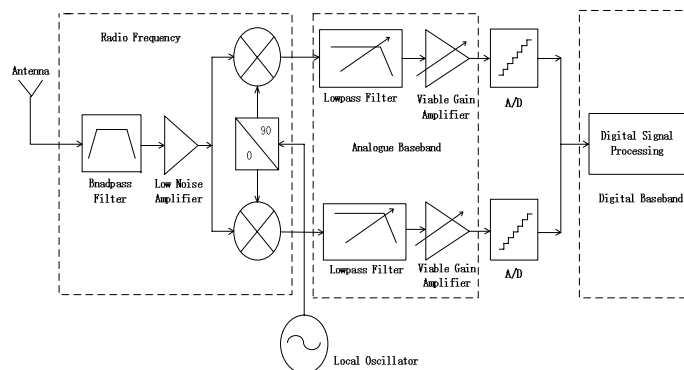 Radio Frequency
Antenna
Bnadpass
Filter
Low Noise
Amplifier
90
0
Lowpass Filter
Viable Gain
Amplifier
A/D
Analogue Baseband
Lowpass Filter
Viable Gain
Amplifier
A/D
Digital Signal
Processing
Digital Baseband
Local Oscillator